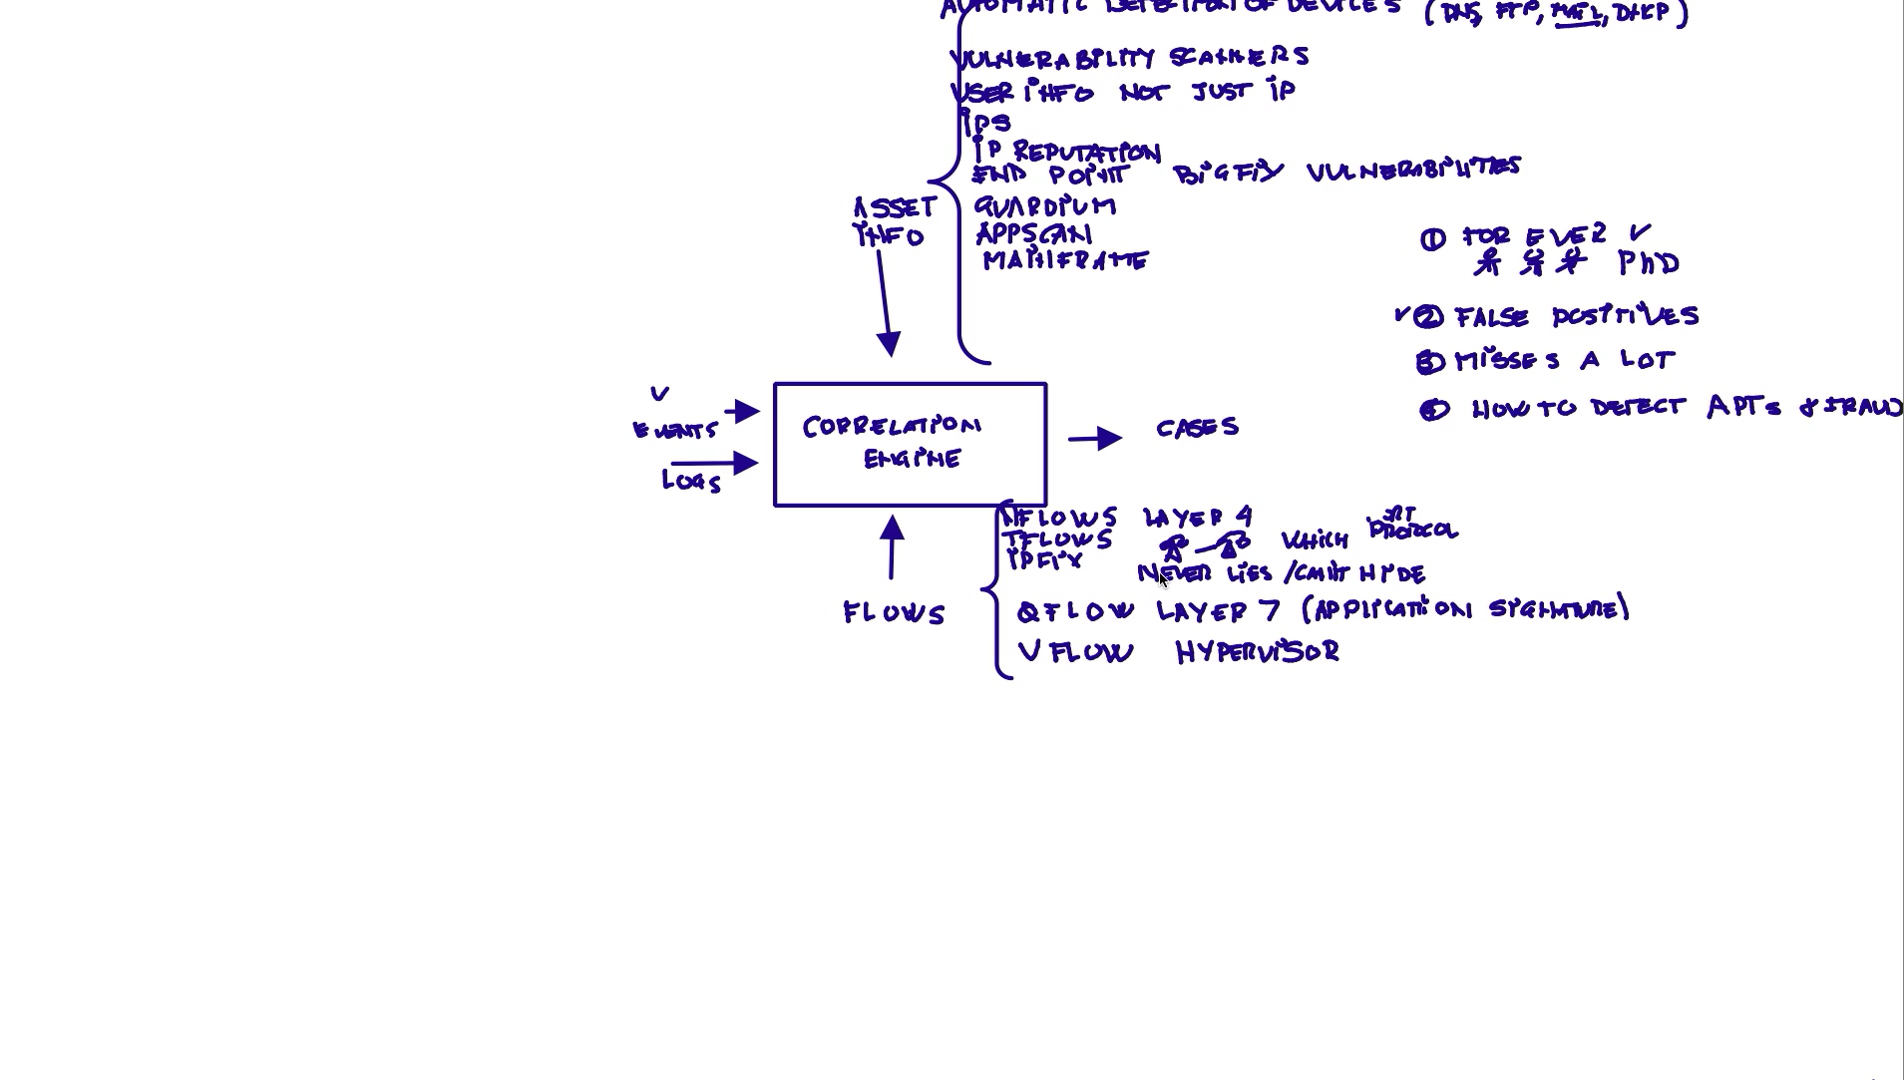 AUTOMATIC DETECTION OF DEVICES (DNS, FTP, MAIL, DHCP)
VULNERABILITY SCANNERS
USER INFO NOT JUST IP
IPS
IP REPUTATION
END POINT BIGFIX VULNERABILITIES
GUARDIUM
APPSCAN
MAINFRAME
ASSET
INFO
① FOR EVER ✓
PhD
✓② FALSE POSITIVES
③ MISSES A LOT
④ HOW TO DETECT APTs & FRAUD
V
EVENTS
LOGS
CORRELATION
ENGINE
CASES
FLOWS
NFLOWS LAYER 4
TFLOWS
IPFIX
WHICH
PROTOCOL
NEVER LIES / CAN'T HIDE
QFLOW LAYER 7 (APPLICATION SIGNATURE)
VFLOW HYPERVISOR